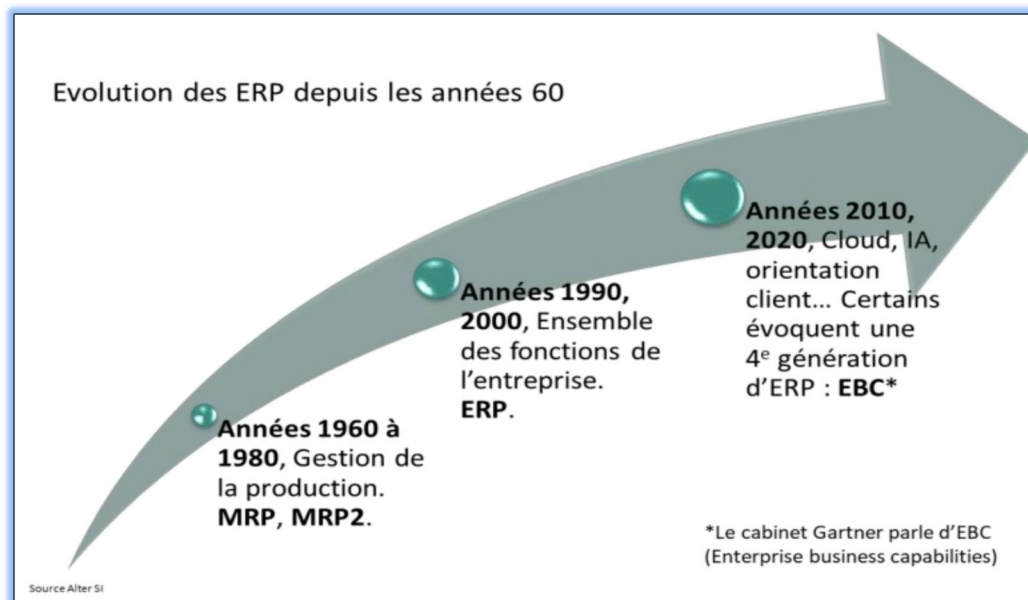 Evolution des ERP depuis les années 60
Années 2010,
2020, Cloud, IA,
orientation
client... Certains
évoquent une
4e génération
d'ERP : EBC*
Années 1990,
2000, Ensemble
des fonctions de
l'entreprise.
ERP.
Années 1960 à
1980, Gestion de
la production.
MRP, MRP2.
*Le cabinet Gartner parle d'EBC
(Enterprise business capabilities)
Source Alter SI